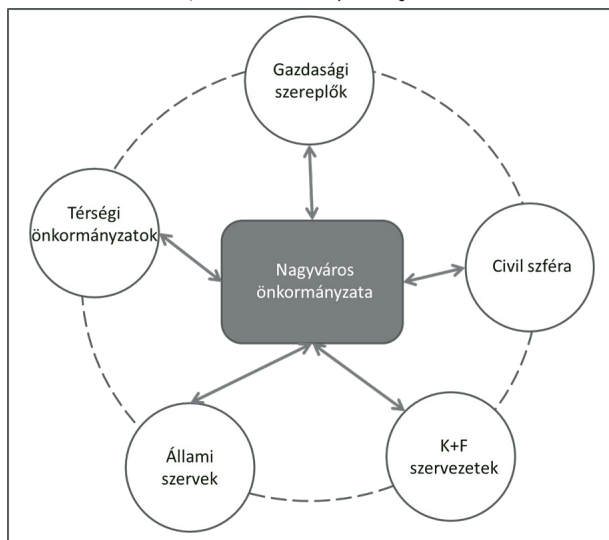 Gazdasági
szereplők
Térségi
önkormányzatok
Nagyváros
önkormányzata
Civil szféra
Állami
szervek
K+F
szervezetek